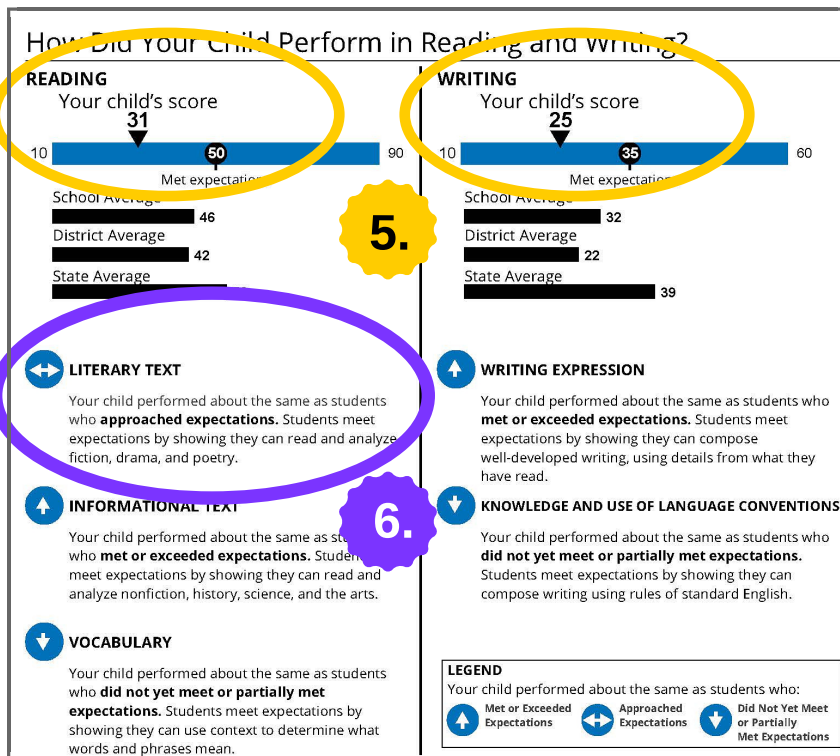 How Did Your Child Perform in Reading and Writing?
READING
Your child's score
31
10
50
90
Met expectations
School Average
46
District Average
42
State Average
5.
WRITING
Your child's score
25
10
35
60
Met expectations
School Average
32
District Average
22
State Average
39
LITERARY TEXT
Your child performed about the same as students
who approached expectations. Students meet
expectations by showing they can read and analyze
fiction, drama, and poetry.
INFORMATIONAL TEXT
Your child performed about the same as
who met or exceeded expectations. Students
meet expectations by showing they can read and
analyze nonfiction, history, science, and the arts.
VOCABULARY
Your child performed about the same as students
who did not yet meet or partially met
expectations. Students meet expectations by
showing they can use context to determine what
words and phrases mean.
6.
WRITING EXPRESSION
Your child performed about the same as students who
met or exceeded expectations. Students meet
expectations by showing they can compose
well-developed writing, using details from what they
have read.
KNOWLEDGE AND USE OF LANGUAGE CONVENTIONS
Your child performed about the same as students who
did not yet meet or partially met expectations.
Students meet expectations by showing they can
compose writing using rules of standard English.
LEGEND
Your child performed about the same as students who:
Met or Exceeded
Expectations
Approached
Expectations
Did Not Yet Meet
or Partially
Met Expectations